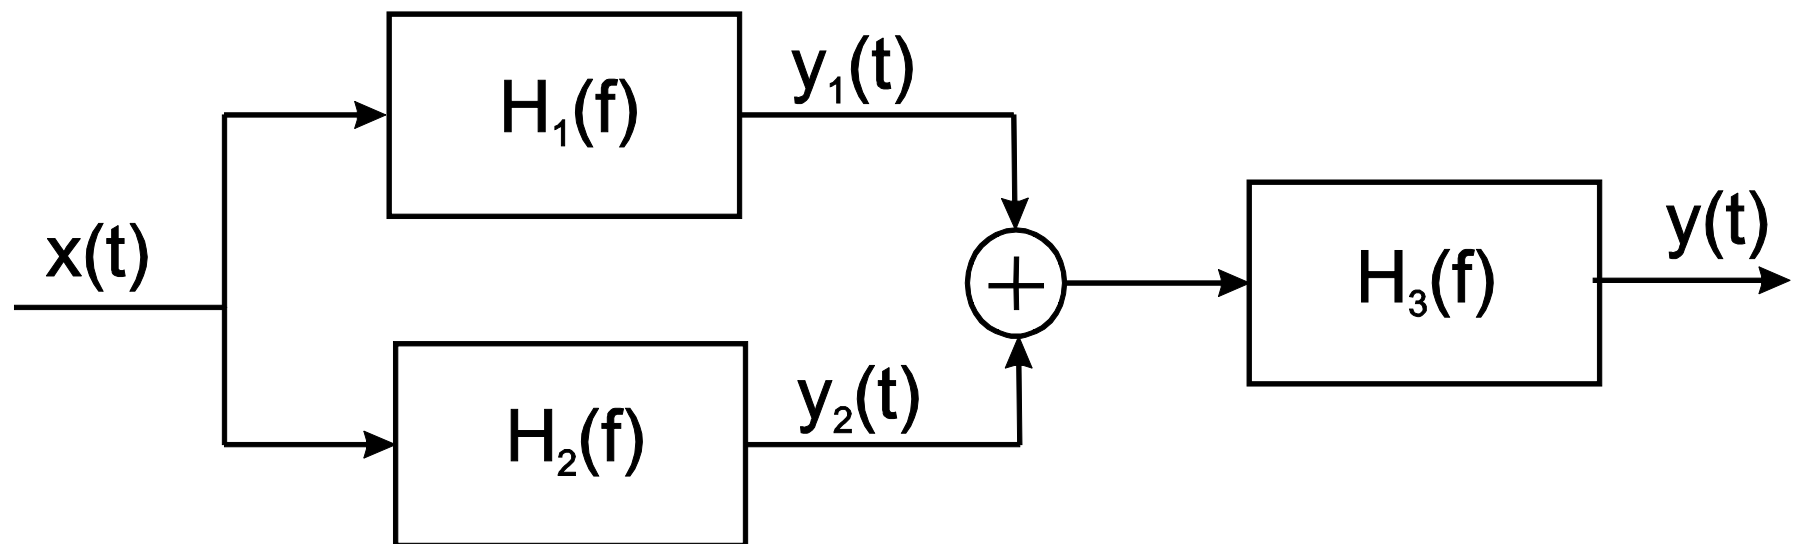 H₁(f)
y₁(t)
x(t)
H₃(f)
y(t)
H₂(f)
y₂(t)